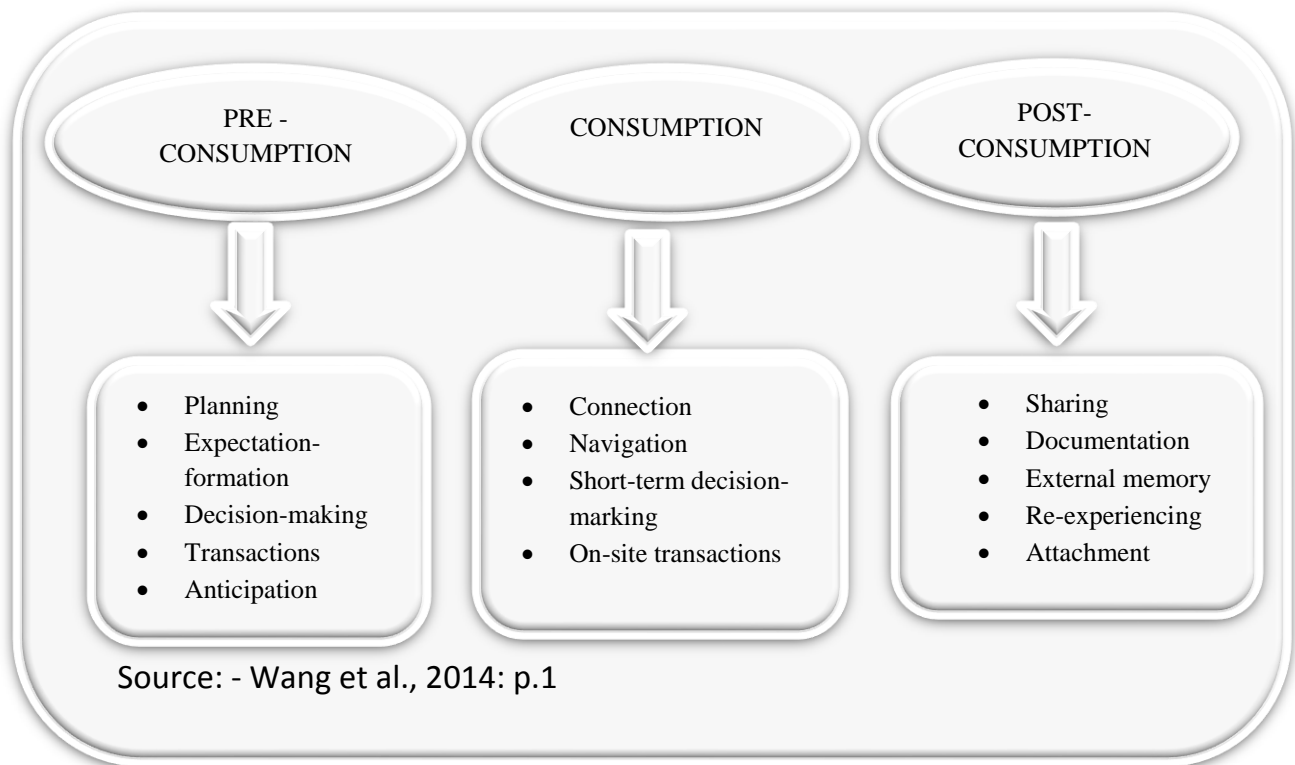 PRE -
CONSUMPTION
CONSUMPTION
POST-
CONSUMPTION
• Planning
• Expectation-
formation
• Decision-making
• Transactions
• Anticipation
• Connection
• Navigation
• Short-term decision-
marking
• On-site transactions
• Sharing
• Documentation
• External memory
• Re-experiencing
• Attachment
Source: - Wang et al., 2014: p.1